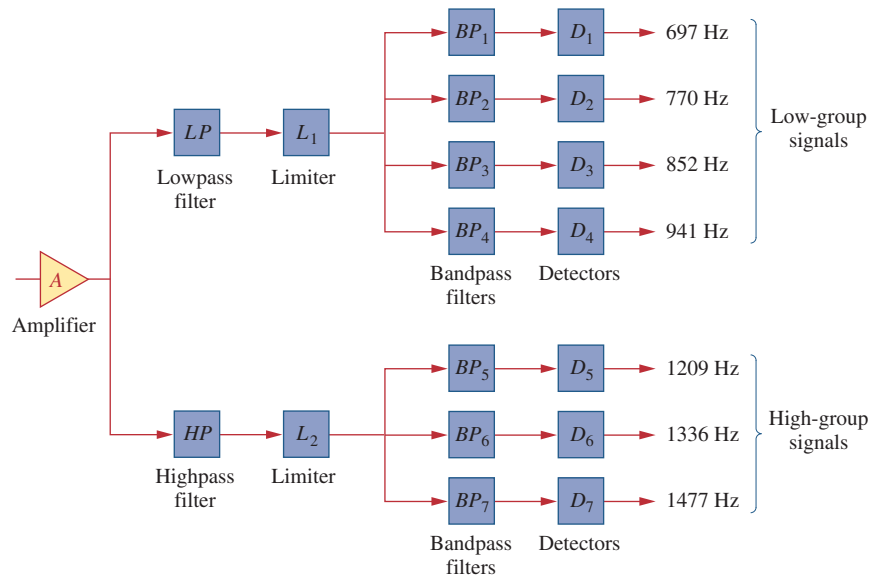 BP1 D1 697 Hz
BP2 D2 770 Hz
Low-group
signals
LP L1
Lowpass
filter
Limiter
BP3 D3 852 Hz
BP4 D4 941 Hz
Bandpass
filters
Detectors
A
Amplifier
BP5 D5 1209 Hz
HP L2
Highpass
filter
Limiter
BP6 D6 1336 Hz
High-group
signals
BP7 D7 1477 Hz
Bandpass
filters
Detectors